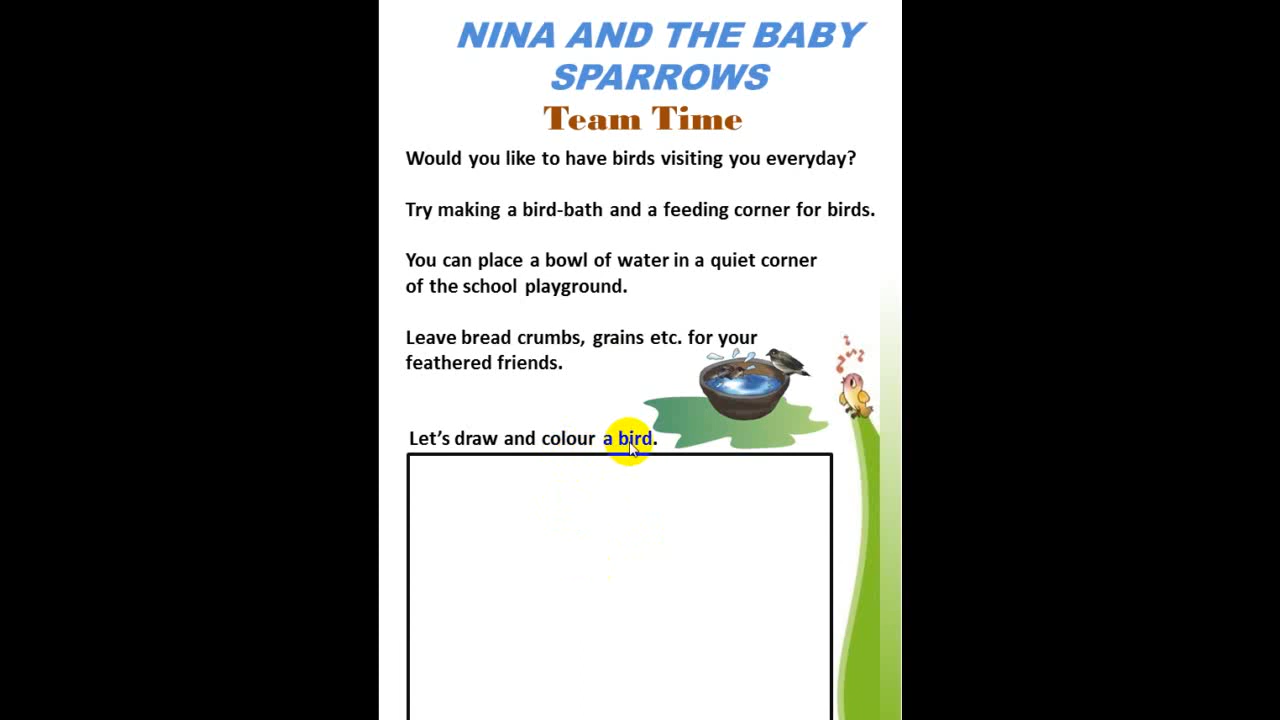 NINA AND THE BABY
SPARROWS
Team Time
Would you like to have birds visiting you everyday?
Try making a bird-bath and a feeding corner for birds.
You can place a bowl of water in a quiet corner
of the school playground.
Leave bread crumbs, grains etc. for your
feathered friends.
Let’s draw and colour a bird.